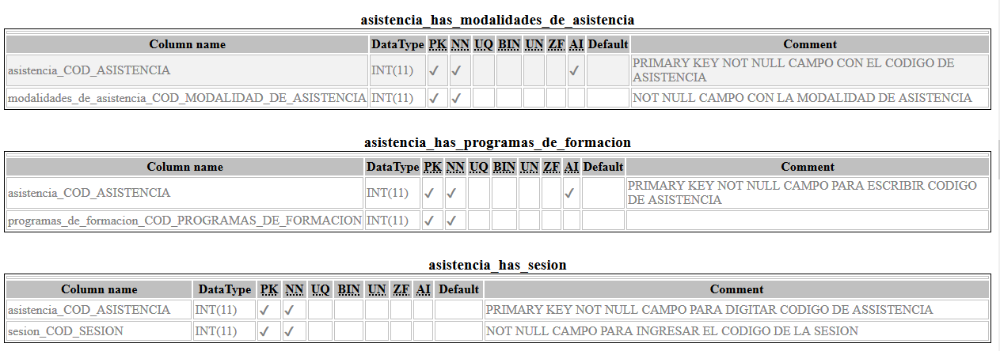 asistencia_has_modalidades_de_asistencia
Column name DataType PK NN UQ BIN UN ZF AI Default Comment
asistencia_COD_ASISTENCIA INT(11) ✓ ✓ ✓ PRIMARY KEY NOT NULL CAMPO CON EL CODIGO DE
ASISTENCIA
modalidades_de_asistencia_COD_MODALIDAD_DE_ASISTENCIA INT(11) ✓ ✓ NOT NULL CAMPO CON LA MODALIDAD DE ASISTENCIA
asistencia_has_programas_de_formacion
Column name DataType PK NN UQ BIN UN ZF AI Default Comment
asistencia_COD_ASISTENCIA INT(11) ✓ ✓ ✓ PRIMARY KEY NOT NULL CAMPO PARA ESCRIBIR CODIGO
DE ASISTENCIA
programas_de_formacion_COD_PROGRAMAS_DE_FORMACION INT(11) ✓ ✓
asistencia_has_sesion
Column name DataType PK NN UQ BIN UN ZF AI Default Comment
asistencia_COD_ASISTENCIA INT(11) ✓ ✓ PRIMARY KEY NOT NULL CAMPO PARA DIGITAR CODIGO DE ASSISTENCIA
sesion_COD_SESION INT(11) ✓ ✓ NOT NULL CAMPO PARA INGRESAR EL CODIGO DE LA SESION